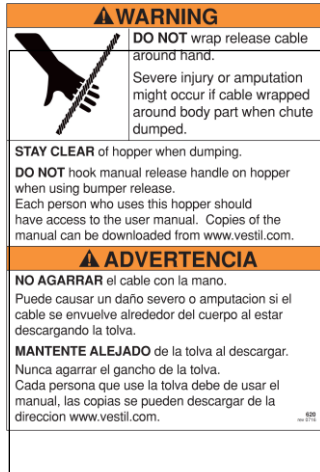 WARNING
DO NOT wrap release cable
around hand.
Severe injury or amputation
might occur if cable wrapped
around body part when chute
dumped.
STAY CLEAR of hopper when dumping.
DO NOT hook manual release handle on hopper
when using bumper release.
Each person who uses this hopper should
have access to the user manual. Copies of the
manual can be downloaded from www.vestil.com.
ADVERTENCIA
NO AGARRAR el cable con la mano.
Puede causar un daño severo o amputacion si el
cable se envuelve alrededor del cuerpo al estar
descargando la tolva.
MANTENTE ALEJADO de la tolva al descargar.
Nunca agarrar el gancho de la tolva.
Cada persona que use la tolva debe de usar el
manual, las copias se pueden descargar de la
direccion www.vestil.com.
620